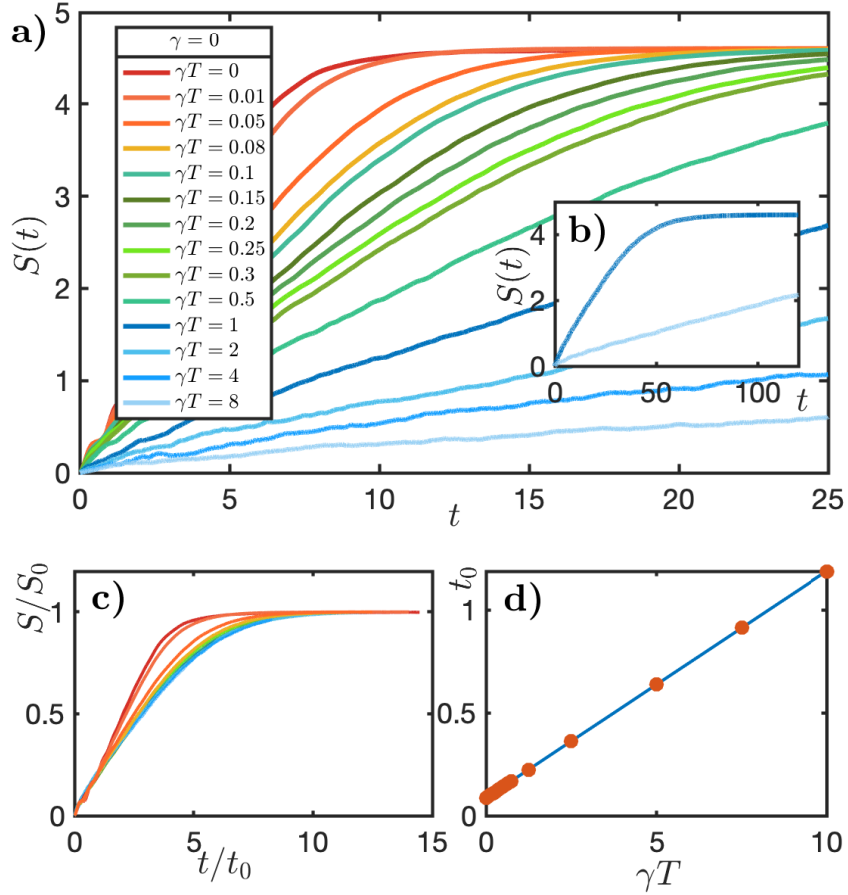 a)
S(t)
5
4
3
2
1
0
γ = 0
γT = 0
γT = 0.01
γT = 0.05
γT = 0.08
γT = 0.1
γT = 0.15
γT = 0.2
γT = 0.25
γT = 0.3
γT = 0.5
γT = 1
γT = 2
γT = 4
γT = 8
b)
S(t)
4
2
0
0 50 100 t
0 5 10 15 20 25
t
c)
S/S₀
1
0.5
0
0 5 10 15
t/t₀
d)
t₀
1
0.5
0
0 5 10
γT